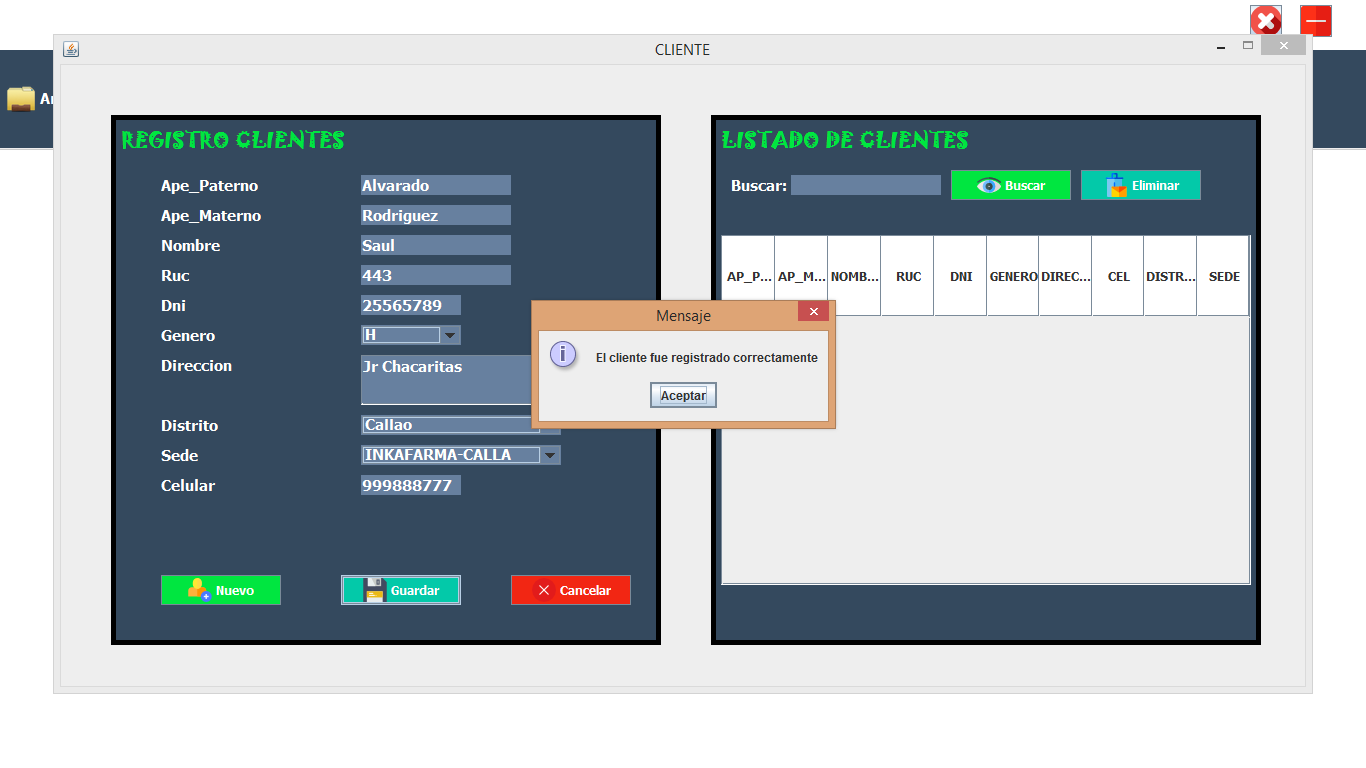 CLIENTE
REGISTRO CLIENTES
Ape_Paterno Alvarado
Ape_Materno Rodriguez
Nombre Saul
Ruc 443
Dni 25565789
Genero H
Direccion Jr Chacaritas
Distrito Callao
Sede INKAFARMA-CALLA
Celular 999888777
Nuevo Guardar Cancelar
LISTADO DE CLIENTES
Buscar: Buscar Eliminar
AP_P... AP_M... NOMB... RUC DNI GENERO DIREC... CEL DISTR... SEDE
Mensaje
El cliente fue registrado correctamente
Aceptar